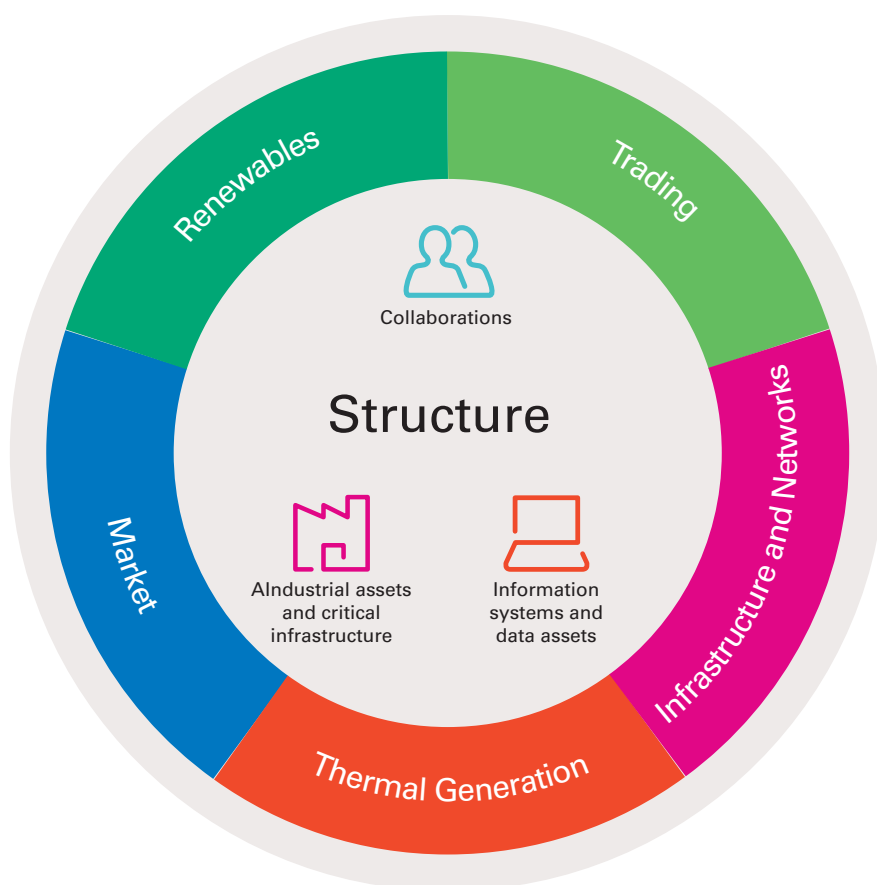 Renewables
Trading
Collaborations
Structure
Infrastructure and Networks
Market
AIndustrial assets
and critical
infrastructure
Information
systems and
data assets
Thermal Generation